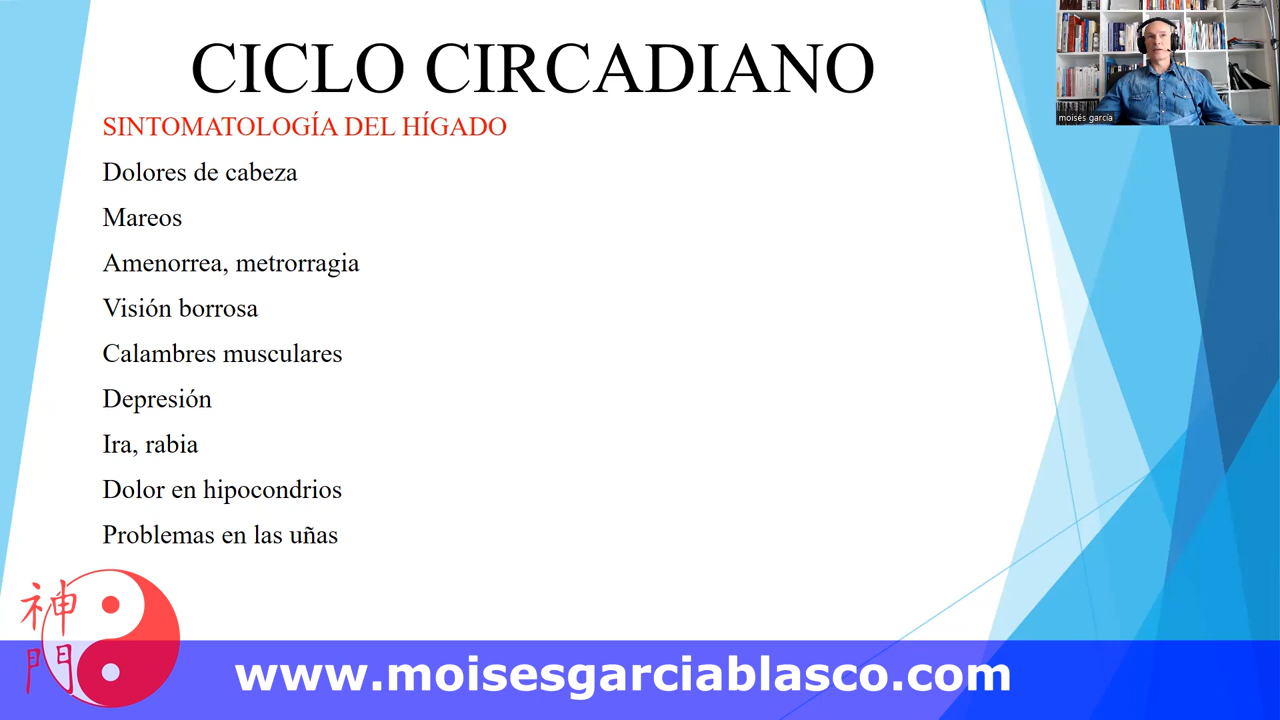 CICLO CIRCADIANO
moisés garcía
SINTOMATOLOGÍA DEL HÍGADO
Dolores de cabeza
Mareos
Amenorrea, metrorragia
Visión borrosa
Calambres musculares
Depresión
Ira, rabia
Dolor en hipocondrios
Problemas en las uñas
神
門
www.moisesgarciablasco.com